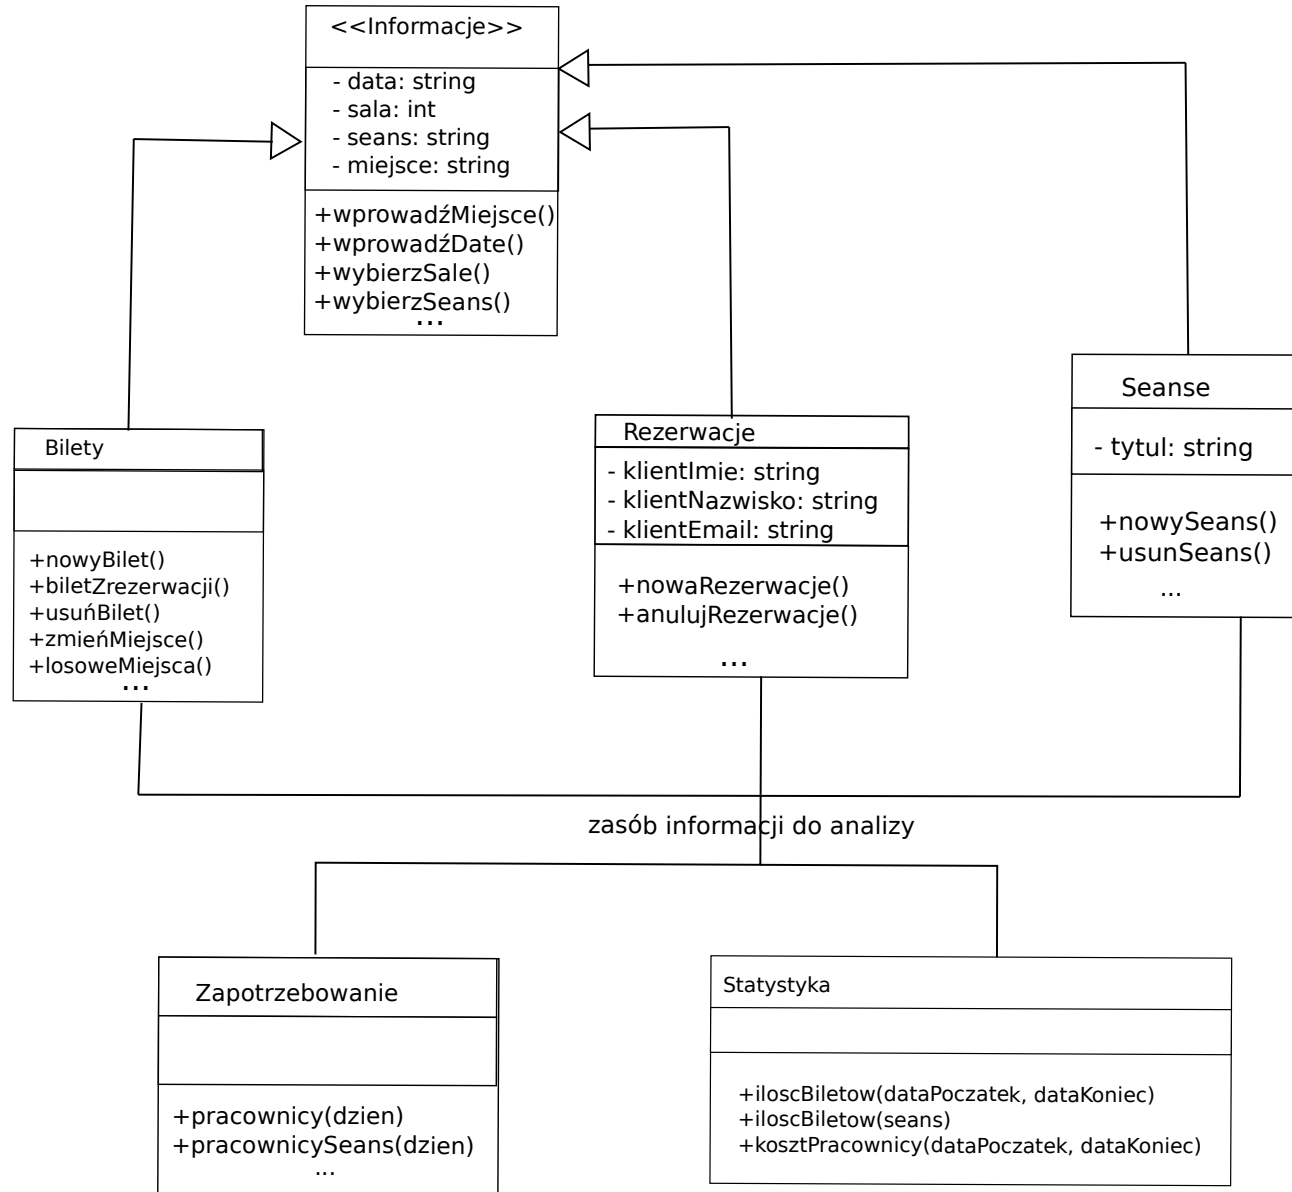 <<Informacje>>
- data: string
- sala: int
- seans: string
- miejsce: string
+wprowadźMiejsce()
+wprowadźDate()
+wybierzSale()
+wybierzSeans()
...
Bilety
+nowyBilet()
+biletZrezerwacji()
+usuńBilet()
+zmieńMiejsce()
+losoweMiejsca()
...
Rezerwacje
- klientImie: string
- klientNazwisko: string
- klientEmail: string
+nowaRezerwacje()
+anulujRezerwacje()
...
Seanse
- tytul: string
+nowySeans()
+usunSeans()
...
zasób informacji do analizy
Zapotrzebowanie
+pracownicy(dzien)
+pracownicySeans(dzien)
...
Statystyka
+iloscBiletow(dataPoczatek, dataKoniec)
+iloscBiletow(seans)
+kosztPracownicy(dataPoczatek, dataKoniec)